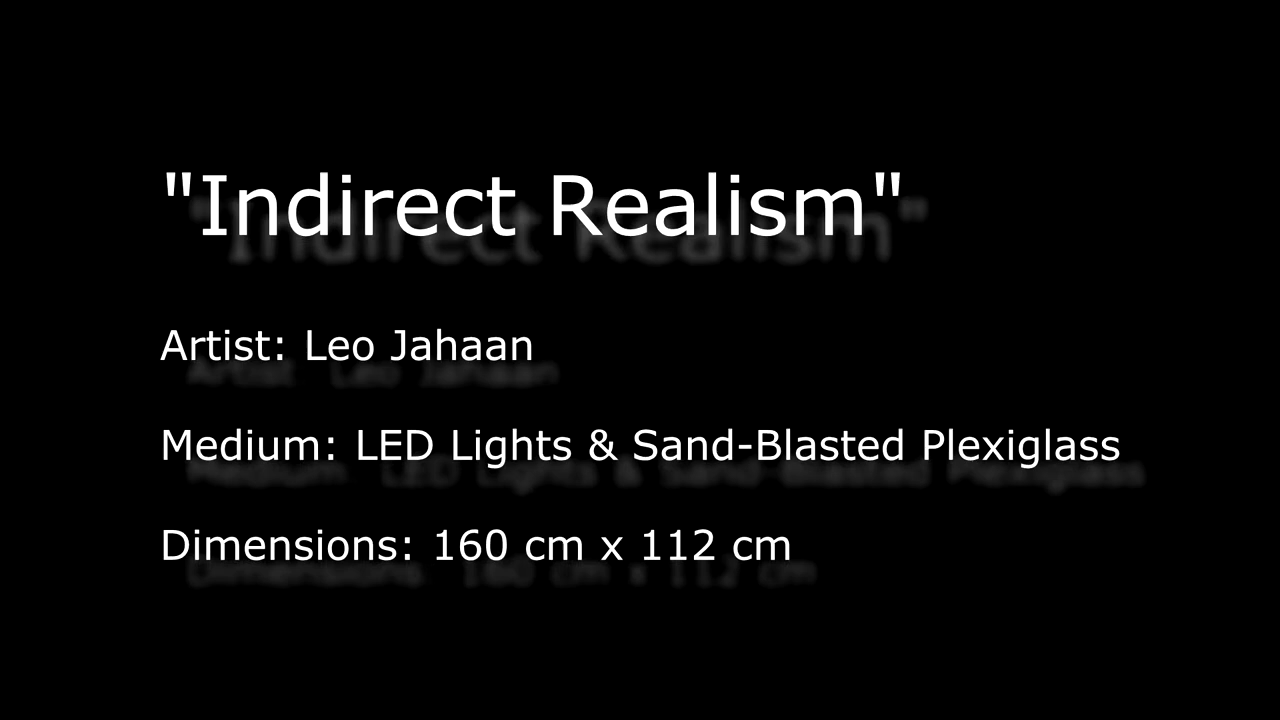 "Indirect Realism"
Artist: Leo Jahaan
Medium: LED Lights & Sand-Blasted Plexiglass
Dimensions: 160 cm x 112 cm